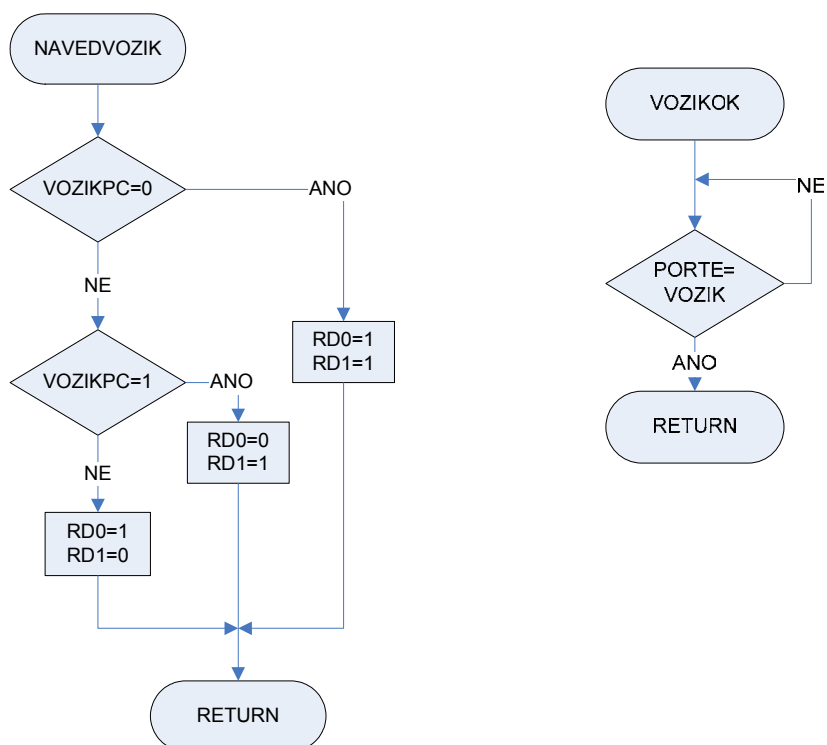 NAVEDVOZIK
VOZIKPC=0
ANO
NE
RD0=1
RD1=1
VOZIKPC=1
ANO
RD0=0
RD1=1
NE
RD0=1
RD1=0
RETURN
VOZIKOK
NE
PORTE=
VOZIK
ANO
RETURN